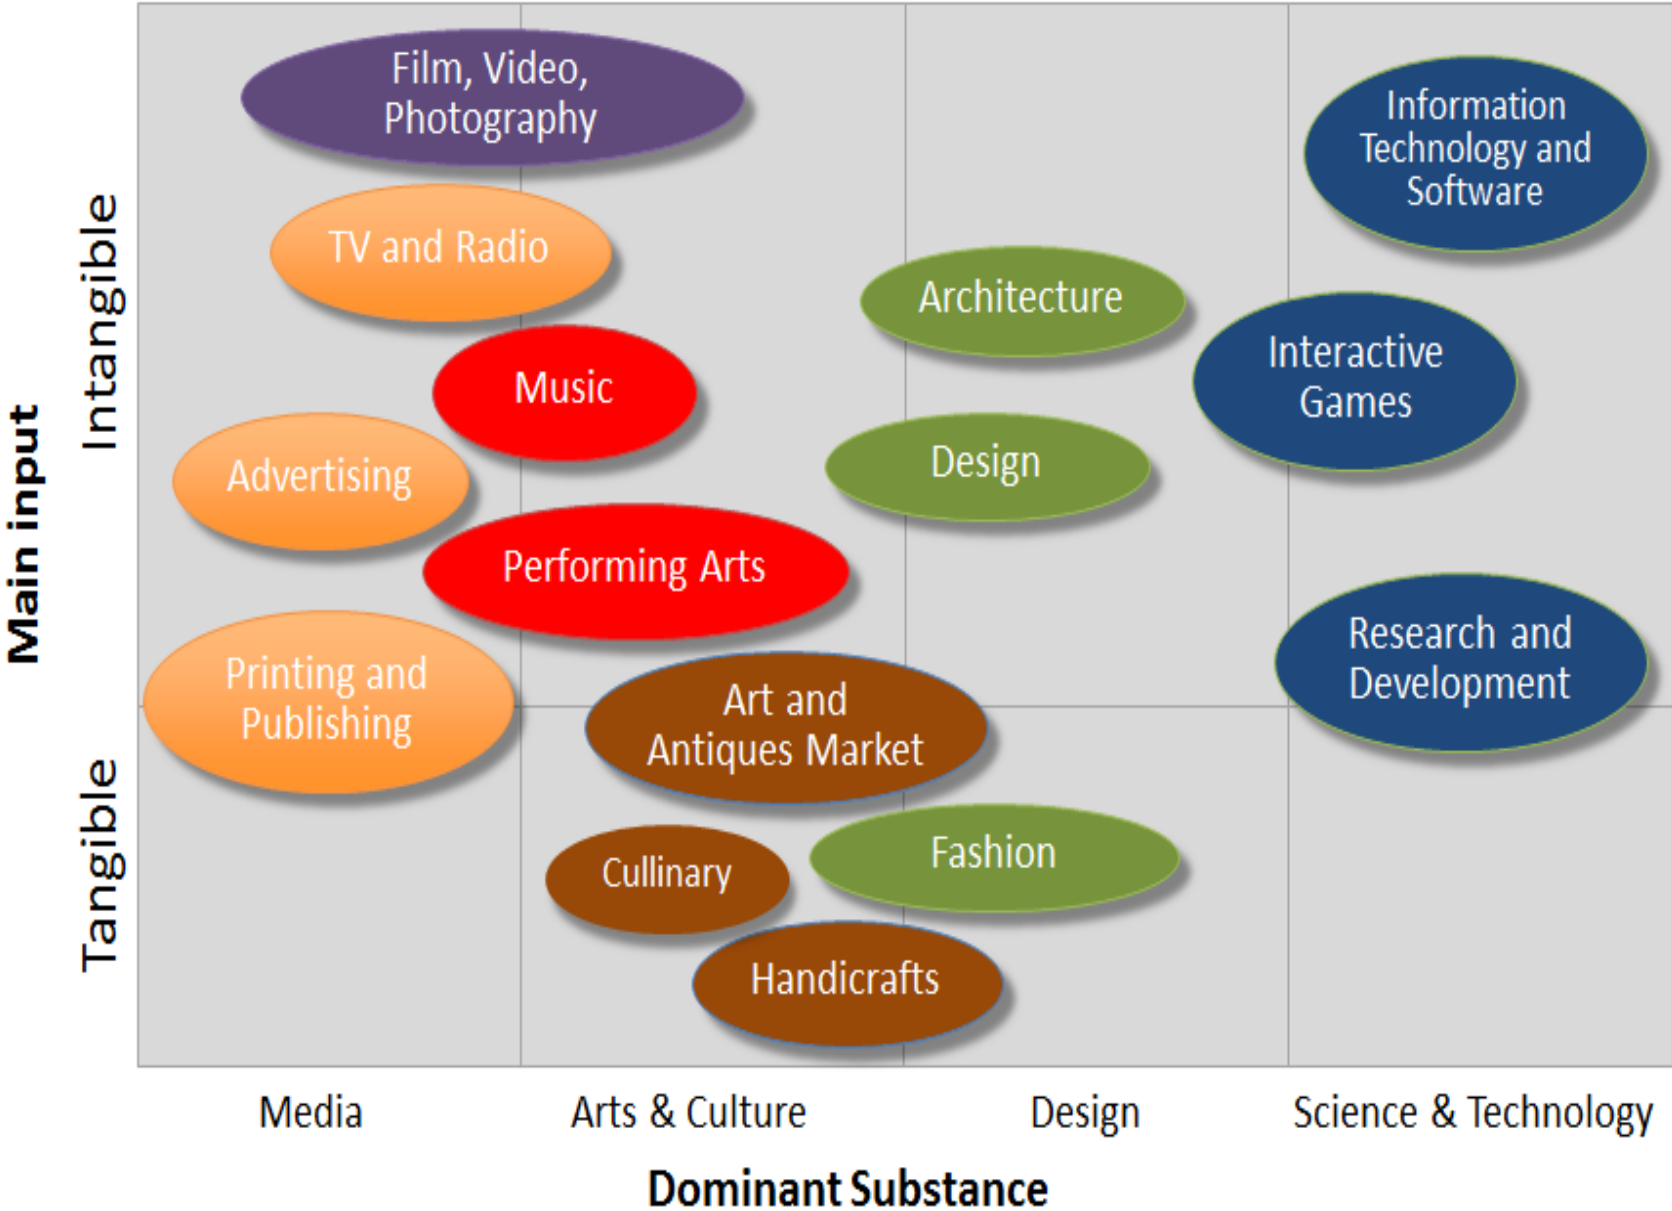 Film, Video,
Photography
Information
Technology and
Software
TV and Radio
Architecture
Interactive
Games
Music
Advertising
Design
Performing Arts
Printing and
Publishing
Research and
Development
Art and
Antiques Market
Cullinary
Fashion
Handicrafts
Main input
Intangible
Tangible
Media
Arts & Culture
Design
Science & Technology
Dominant Substance